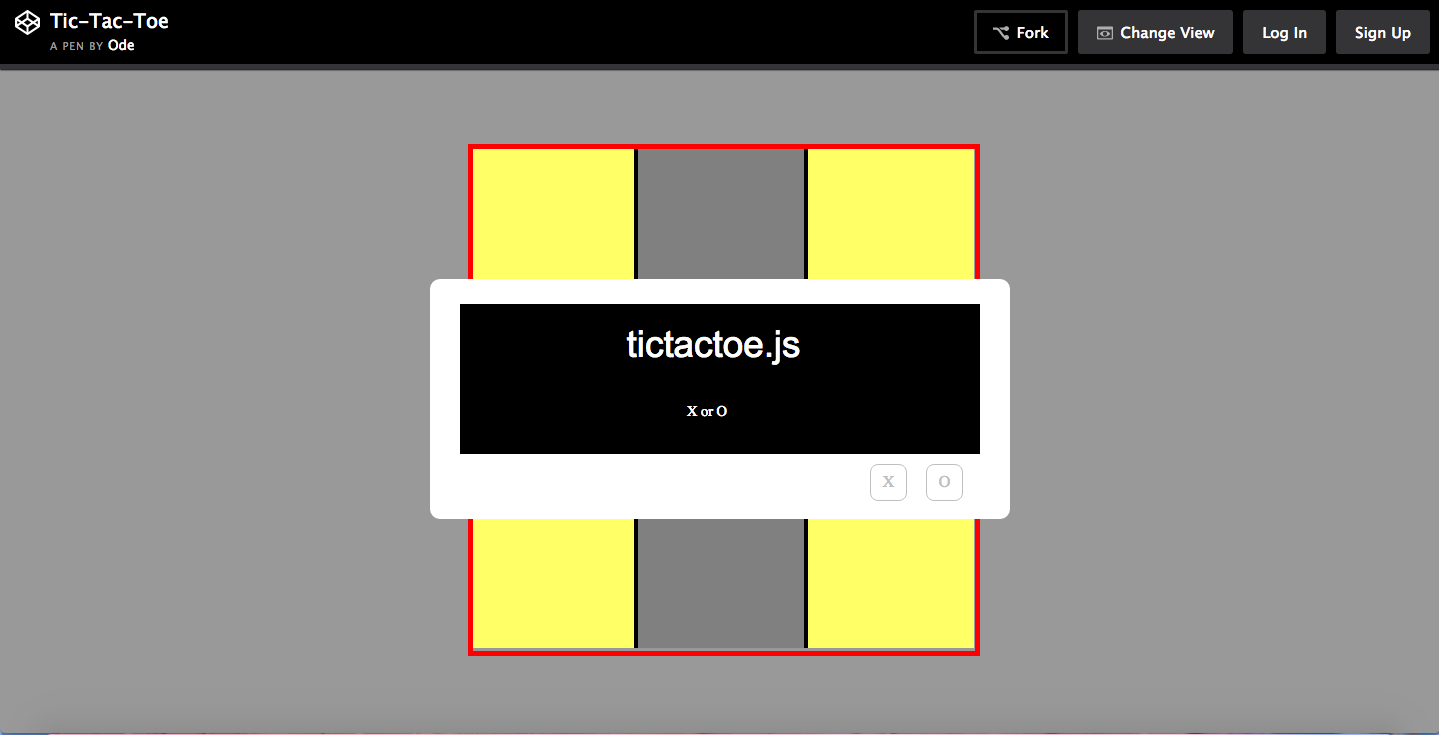 Tic-Tac-Toe
A PEN BY Ode
Fork
Change View
Log In
Sign Up
tictactoe.js
X or O
X
O